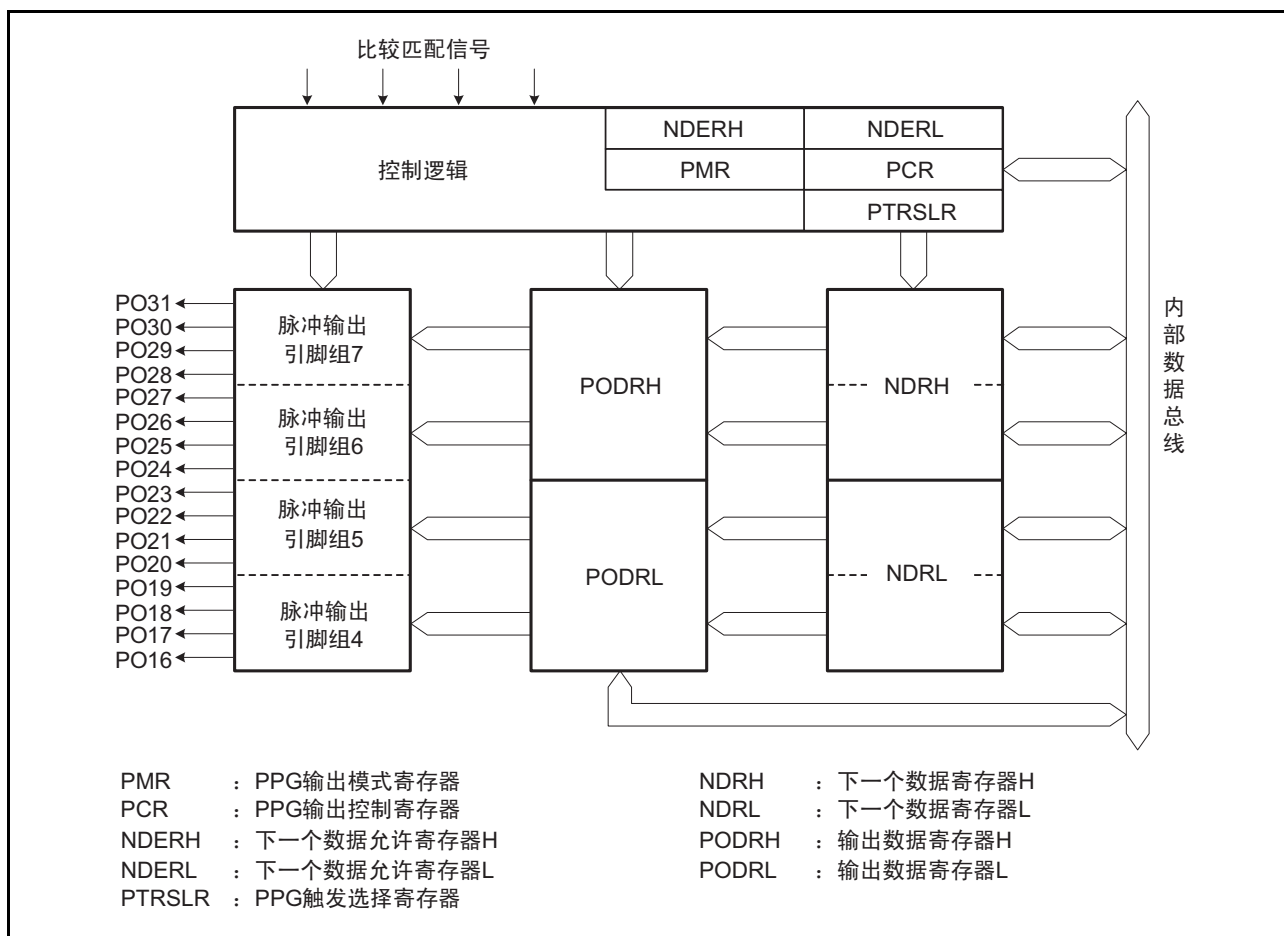 比较匹配信号
NDERH NDERL
控制逻辑 PMR PCR
PTRSLR
PO31
PO30
PO29
PO28
PO27
PO26
PO25
PO24
PO23
PO22
PO21
PO20
PO19
PO18
PO17
PO16
脉冲输出
引脚组7
脉冲输出
引脚组6
脉冲输出
引脚组5
脉冲输出
引脚组4
PODRH
PODRL
NDRH
NDRL
内部数据总线
PMR ：PPG输出模式寄存器
PCR ：PPG输出控制寄存器
NDERH ：下一个数据允许寄存器H
NDERL ：下一个数据允许寄存器L
PTRSLR ：PPG触发选择寄存器
NDRH ：下一个数据寄存器H
NDRL ：下一个数据寄存器L
PODRH ：输出数据寄存器H
PODRL ：输出数据寄存器L